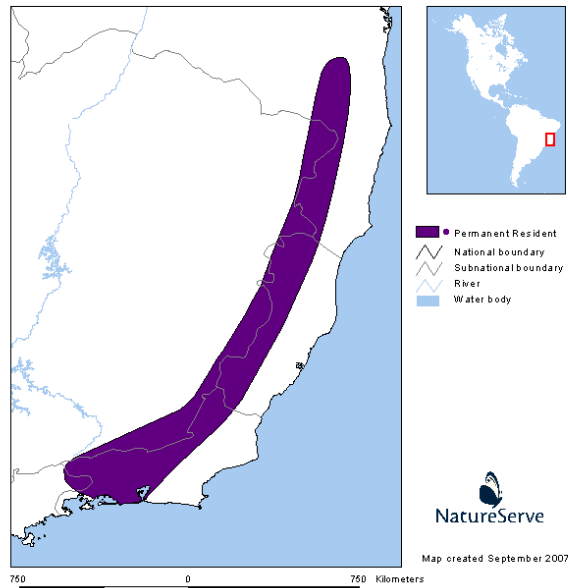 Permanent Resident
National boundary
Subnational boundary
River
Water body
NatureServe
Map created September 2007
750 0 750 Kilometers